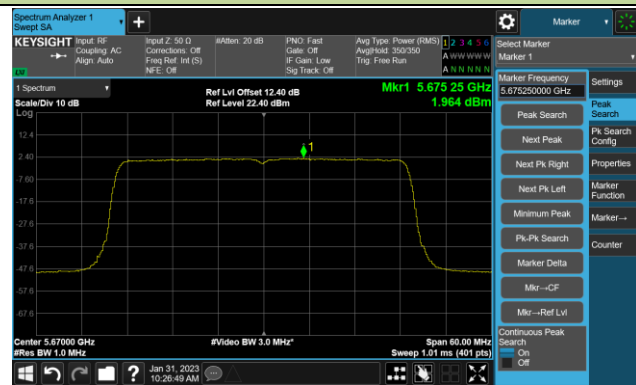 Spectrum Analyzer 1
Swept SA
+
Marker
KEYSIGHT
Input: RF
Coupling: AC
Align: Auto
Input Z: 50 Ω
Corrections: Off
Freq Ref: Int (S)
NFE: Off
#Atten: 20 dB
PNO: Fast
Gate: Off
IF Gain: Low
Sig Track: Off
Avg Type: Power (RMS)
Avg|Hold: 350/350
Trig: Free Run
1 2 3 4 5 6
A W W W W W
A N N N N N
Select Marker
Marker 1
LXI
1 Spectrum
Scale/Div 10 dB
Log
Ref Lvl Offset 12.40 dB
Ref Level 22.40 dBm
Mkr1 5.675 25 GHz
1.964 dBm
Marker Frequency
5.675250000 GHz
Settings
Peak Search
Next Peak
Next Pk Right
Next Pk Left
Minimum Peak
Pk-Pk Search
Marker Delta
Mkr→CF
Mkr→Ref Lvl
Continuous Peak
Search
On
Off
Peak
Search
Pk Search
Config
Properties
Marker
Function
Marker→
Counter
12.4
2.40
-7.60
-17.6
-27.6
-37.6
-47.6
-57.6
-67.6
1
Center 5.67000 GHz
#Res BW 1.0 MHz
#Video BW 3.0 MHz*
Span 60.00 MHz
Sweep 1.01 ms (401 pts)
?
Jan 31, 2023
10:26:49 AM